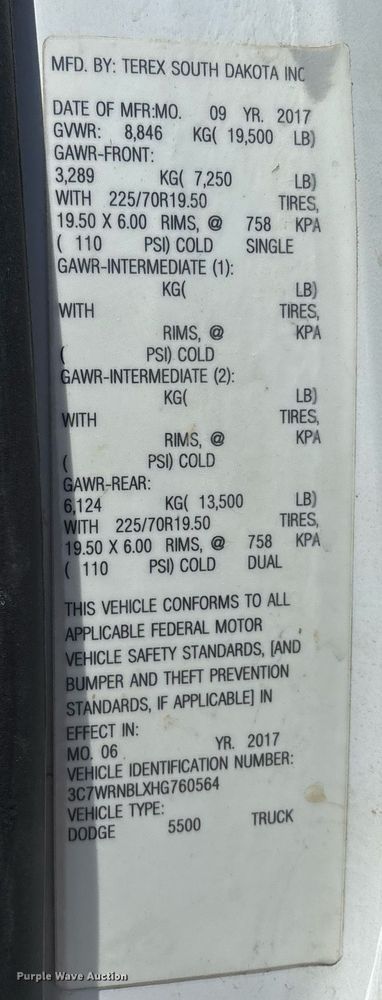 MFD. BY: TEREX SOUTH DAKOTA INC
DATE OF MFR:MO. 09 YR. 2017
GVWR: 8,846 KG( 19,500 LB)
GAWR-FRONT:
3,289 KG( 7,250 LB)
WITH 225/70R19.50 TIRES,
19.50 X 6.00 RIMS, @ 758 KPA
( 110 PSI) COLD SINGLE
GAWR-INTERMEDIATE (1):
KG( LB)
WITH TIRES,
RIMS, @ KPA
( PSI) COLD
GAWR-INTERMEDIATE (2):
KG( LB)
WITH TIRES,
RIMS, @ KPA
( PSI) COLD
GAWR-REAR:
6,124 KG( 13,500 LB)
WITH 225/70R19.50 TIRES,
19.50 X 6.00 RIMS, @ 758 KPA
( 110 PSI) COLD DUAL
THIS VEHICLE CONFORMS TO ALL
APPLICABLE FEDERAL MOTOR
VEHICLE SAFETY STANDARDS, [AND
BUMPER AND THEFT PREVENTION
STANDARDS, IF APPLICABLE] IN
EFFECT IN:
MO. 06 YR. 2017
VEHICLE IDENTIFICATION NUMBER:
3C7WRNBLXHG760564
VEHICLE TYPE:
DODGE 5500 TRUCK
Purple Wave Auction